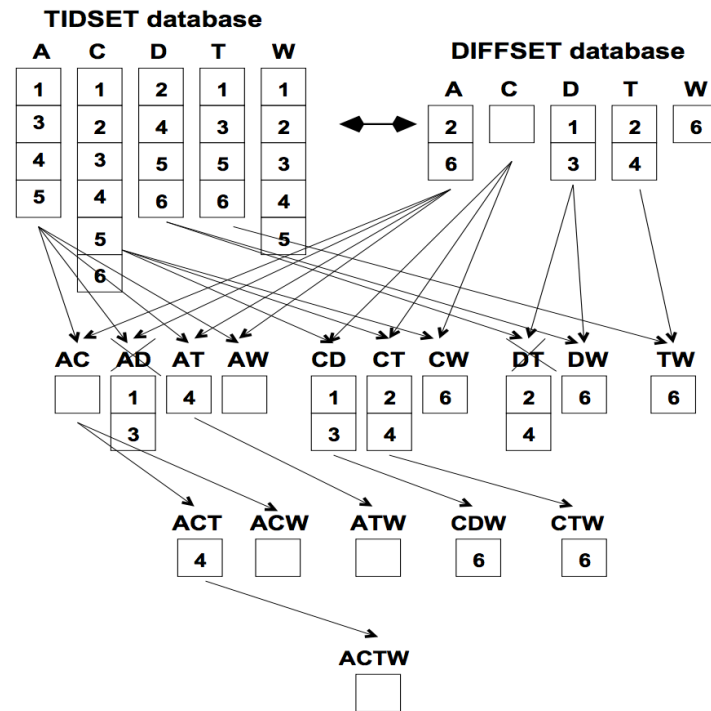 TIDSET database
DIFFSET database
A C D T W
A C D T W
1 1 2 1 1
2 1 2 6
3 2 4 3 2
6 3 4
4 3 5 5 3
5 4 6 6 4
5 5
6
AC AD AT AW CD CT CW DT DW TW
1 4 1 2 6 2 6 6
3 3 4 4
ACT ACW ATW CDW CTW
4 6 6
ACTW